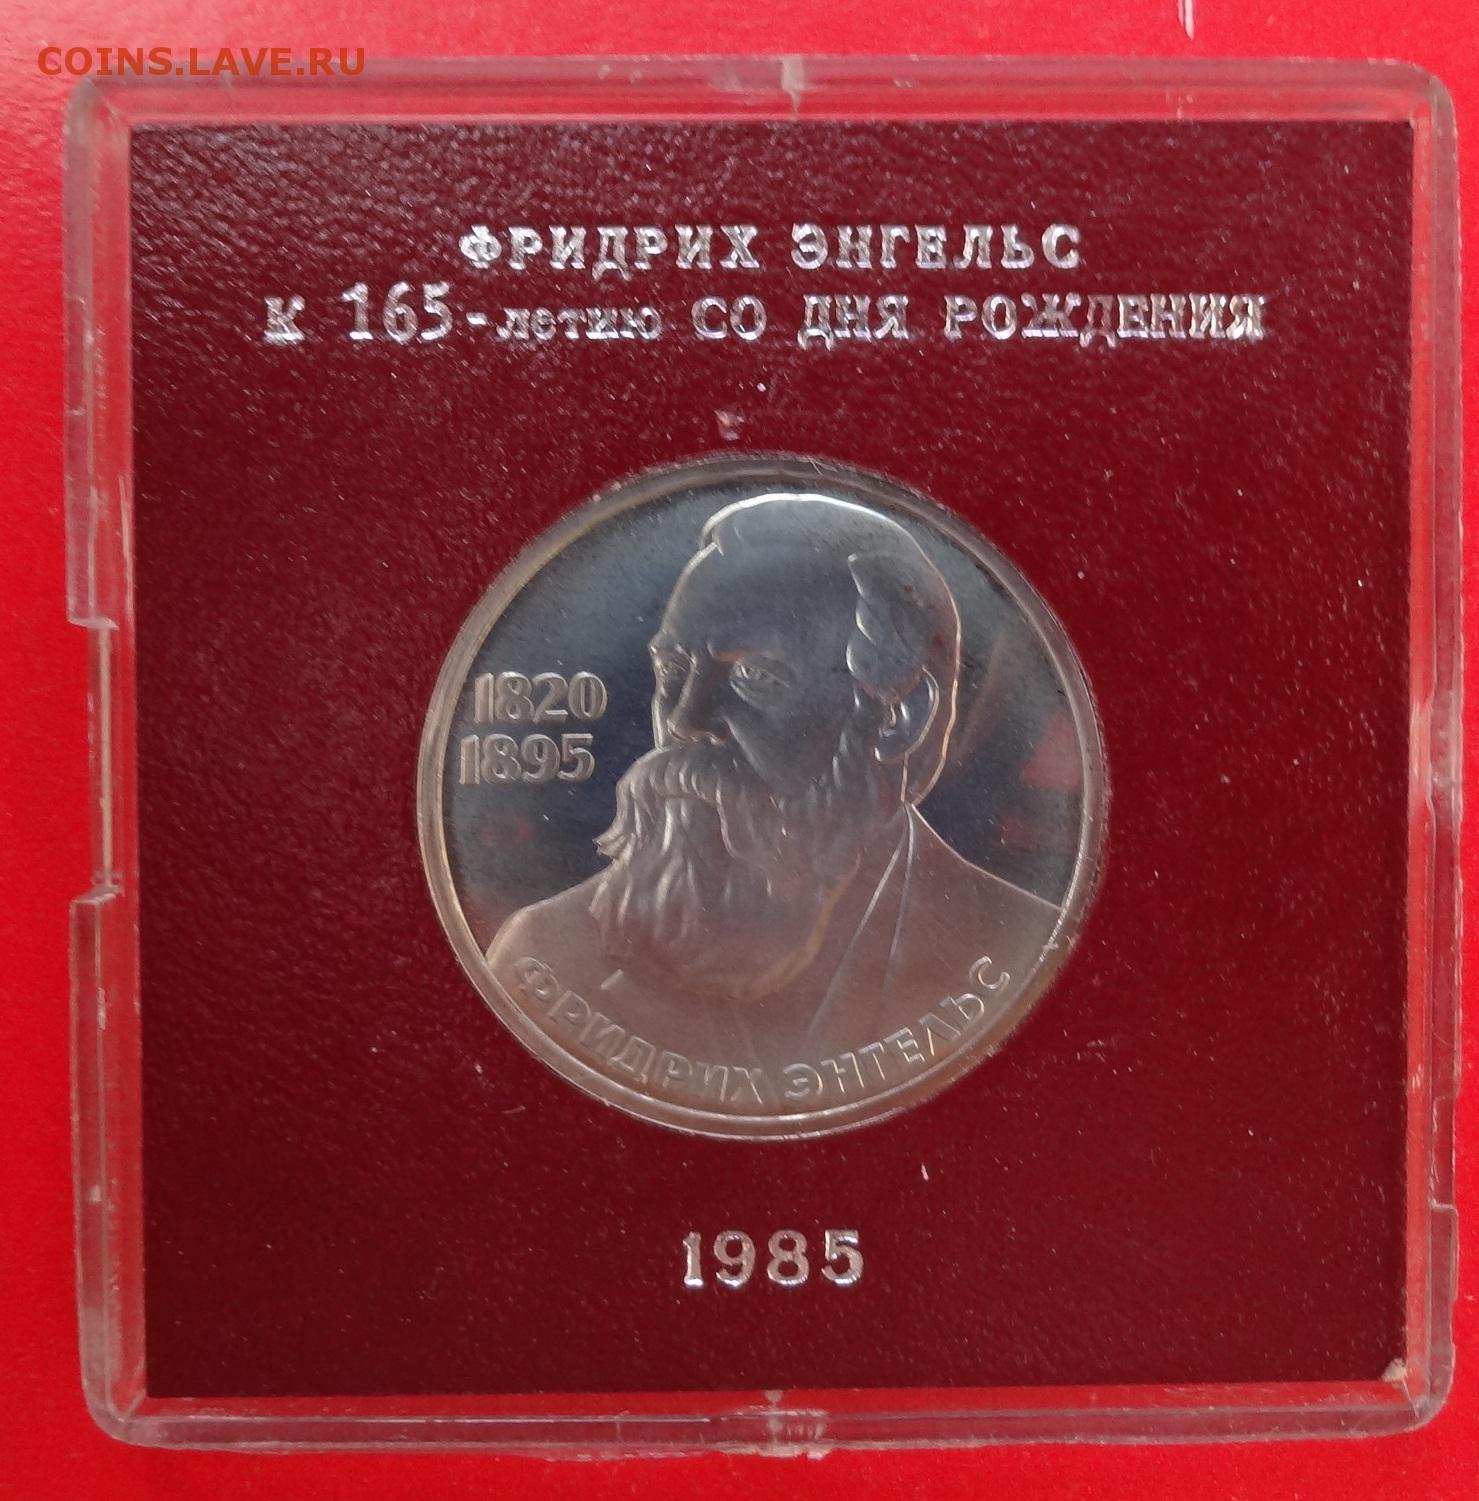 COINS.LAVE.RU
ФРИДРИХ ЭНГЕЛЬС
К 165-летию СО ДНЯ РОЖДЕНИЯ
1820
1895
ФРИДРИХ ЭНГЕЛЬС
1985